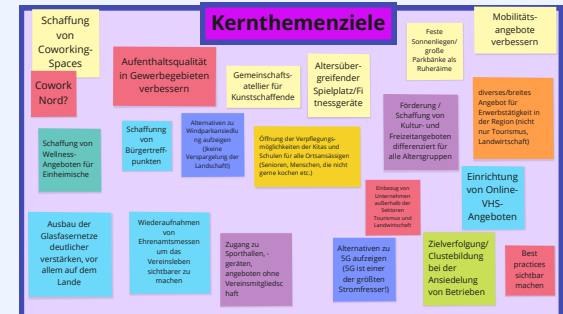 Kernthemenziele
Schaffung
von
Coworking-
Spaces
Cowork
Nord?
Aufenthaltsqualität
in Gewerbegebieten
verbessern
Gemeinschafts-
atellier für
Kunstschaffende
Altersüber-
greifender
Spielplatz/Fi
tnessgeräte
Feste
Sonnenliegen/
große
Parkbänke als
Ruheräime
Mobilitäts-
angebote
verbessern
Schaffung von
Wellness-
Angeboten für
Einheimische
Schaffunng
von
Bürgertreff-
punkten
Alternativen zu
Windparkansiedlu
ng aufzeigen
(keine
Verspargelung der
Landschaft!)
Öffnung der Verpflegungs-
möglichkeiten der Kitas und
Schulen für alle Ortsansässigen
(Senioren, Menschen, die nicht
gerne kochen etc.)
Förderung /
Schaffung von
Kultur- und
Freizeitangeboten
differenziert für
alle Altersgruppen
diverses/breites
Angebot für
Erwerbstätigkeit in
der Region (nicht
nur Tourismus,
Landwirtschaft)
Einbezug von
Unternehmen
außerhalb der
Sektoren
Tourismus und
Landwirtschaft
Einrichtung
von Online-
VHS-
Angeboten
Ausbau der
Glasfasernetze
deutlicher
verstärken, vor
allem auf dem
Lande
Wiederaufnahmen
von
Ehrenamtsmessen
um das
Vereinsleben
sichtbarer zu
machen
Zugang zu
Sporthallen, -
geräten,
angeboten ohne
Vereinsmitgliedsc
haft
Alternativen zu
5G aufzeigen
(5G ist einer
der größten
Stromfresser!)
Zielverfolgung/
Clustebildung
bei der
Ansiedelung
von Betrieben
Best
practices
sichtbar
machen